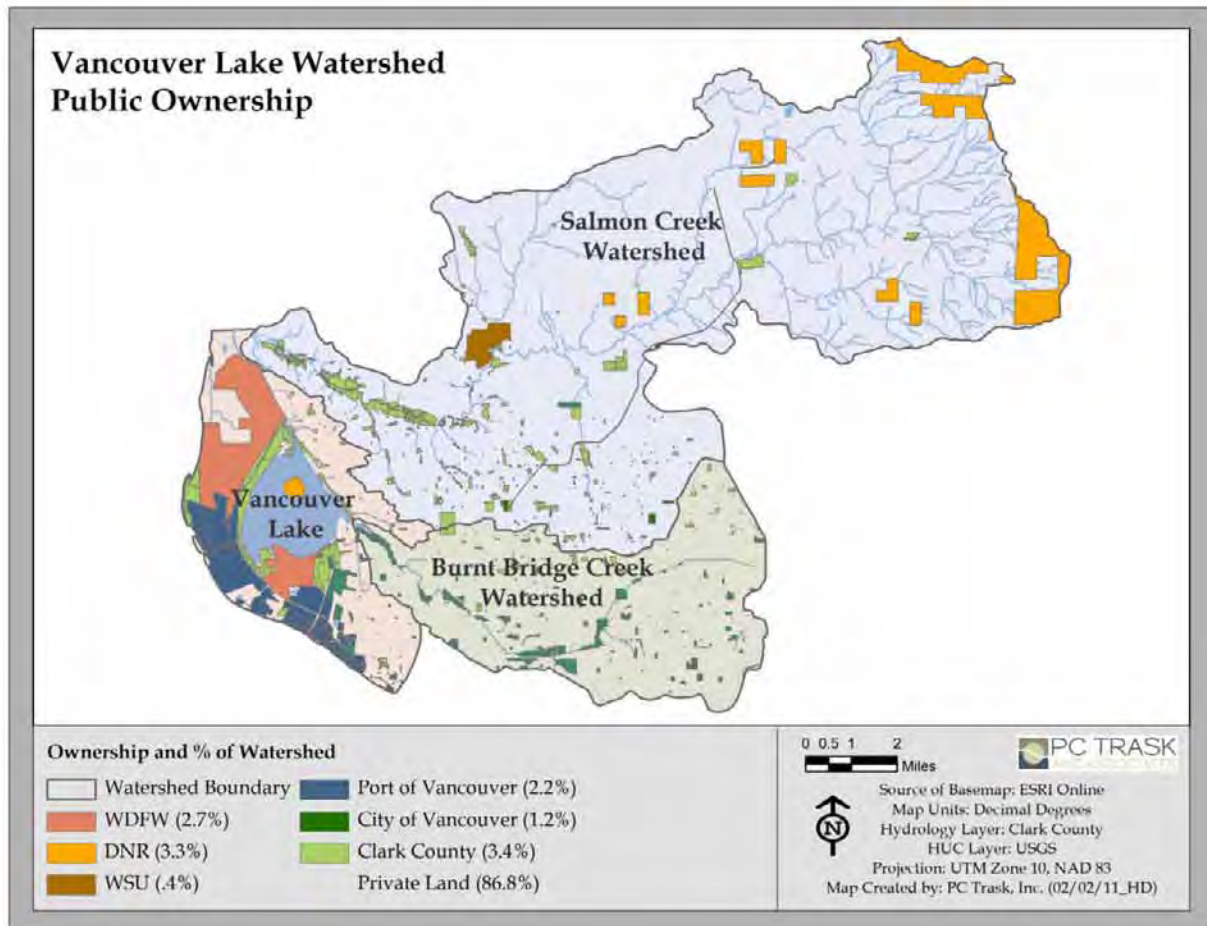 Vancouver Lake Watershed
Public Ownership
Salmon Creek
Watershed
Vancouver
Lake
Burnt Bridge Creek
Watershed
Ownership and % of Watershed
Watershed Boundary
WDFW (2.7%)
DNR (3.3%)
WSU (.4%)
Port of Vancouver (2.2%)
City of Vancouver (1.2%)
Clark County (3.4%)
Private Land (86.8%)
0 0.5 1 2
Miles
PC TRASK
N
Source of Basemap: ESRI Online
Map Units: Decimal Degrees
Hydrology Layer: Clark County
HUC Layer: USGS
Projection: UTM Zone 10, NAD 83
Map Created by: PC Trask, Inc. (02/02/11_HD)